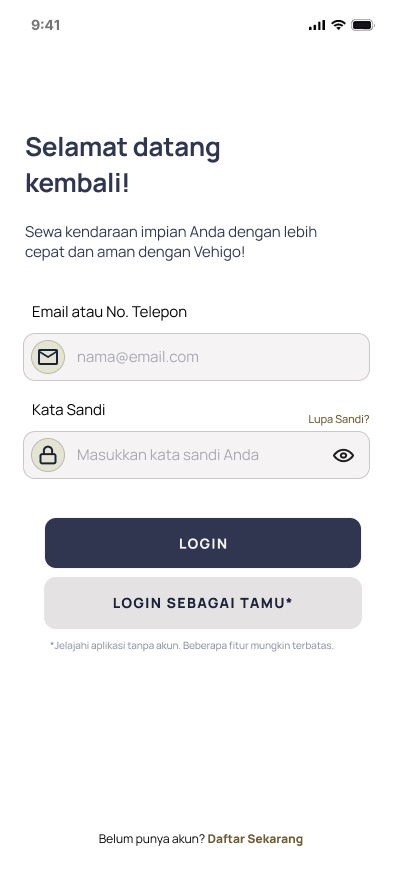 9:41
Selamat datang
kembali!
Sewa kendaraan impian Anda dengan lebih
cepat dan aman dengan Vehigo!
Email atau No. Telepon
nama@email.com
Kata Sandi
Lupa Sandi?
Masukkan kata sandi Anda
LOGIN
LOGIN SEBAGAI TAMU*
*Jelajahi aplikasi tanpa akun. Beberapa fitur mungkin terbatas.
Belum punya akun? Daftar Sekarang